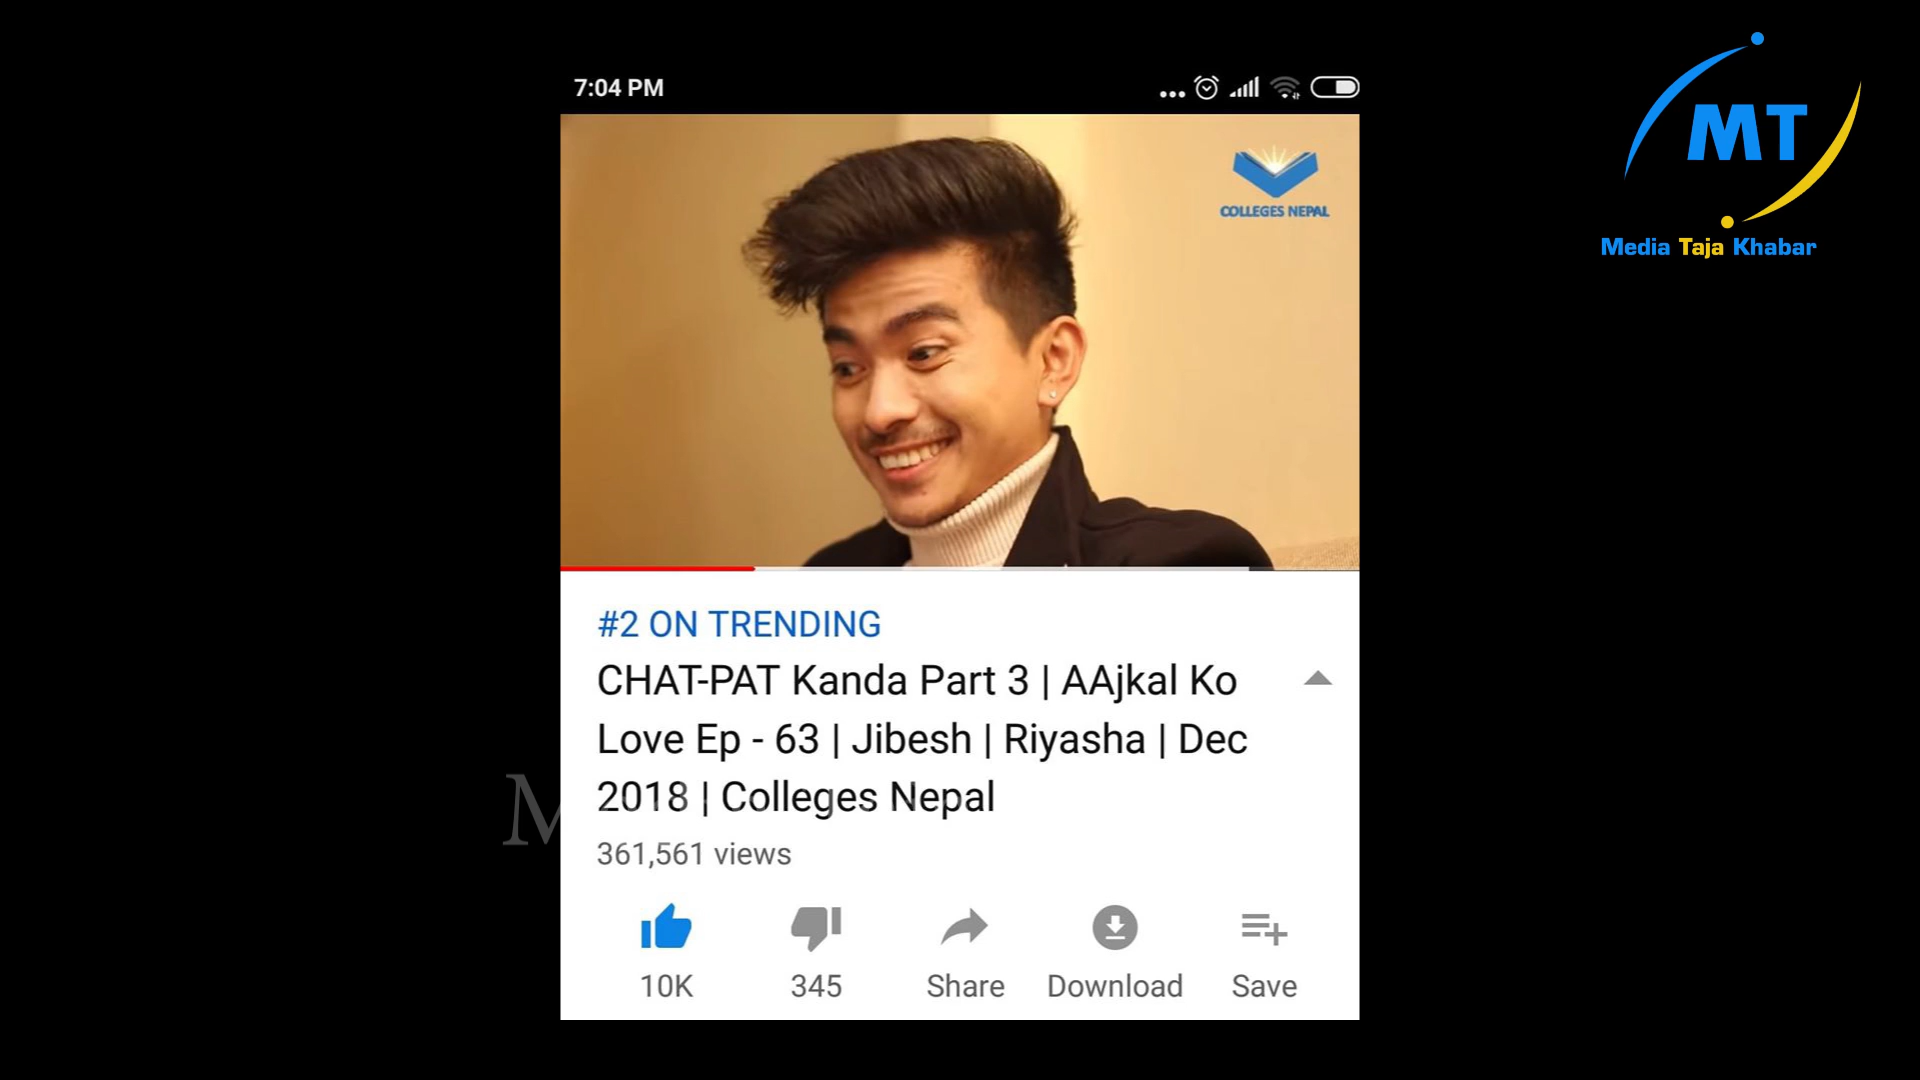 7:04 PM
COLLEGES NEPAL
MT
Media Taja Khabar
#2 ON TRENDING
CHAT-PAT Kanda Part 3 | AAjkal Ko
Love Ep - 63 | Jibesh | Riyasha | Dec
2018 | Colleges Nepal
361,561 views
10K
345
Share
Download
Save